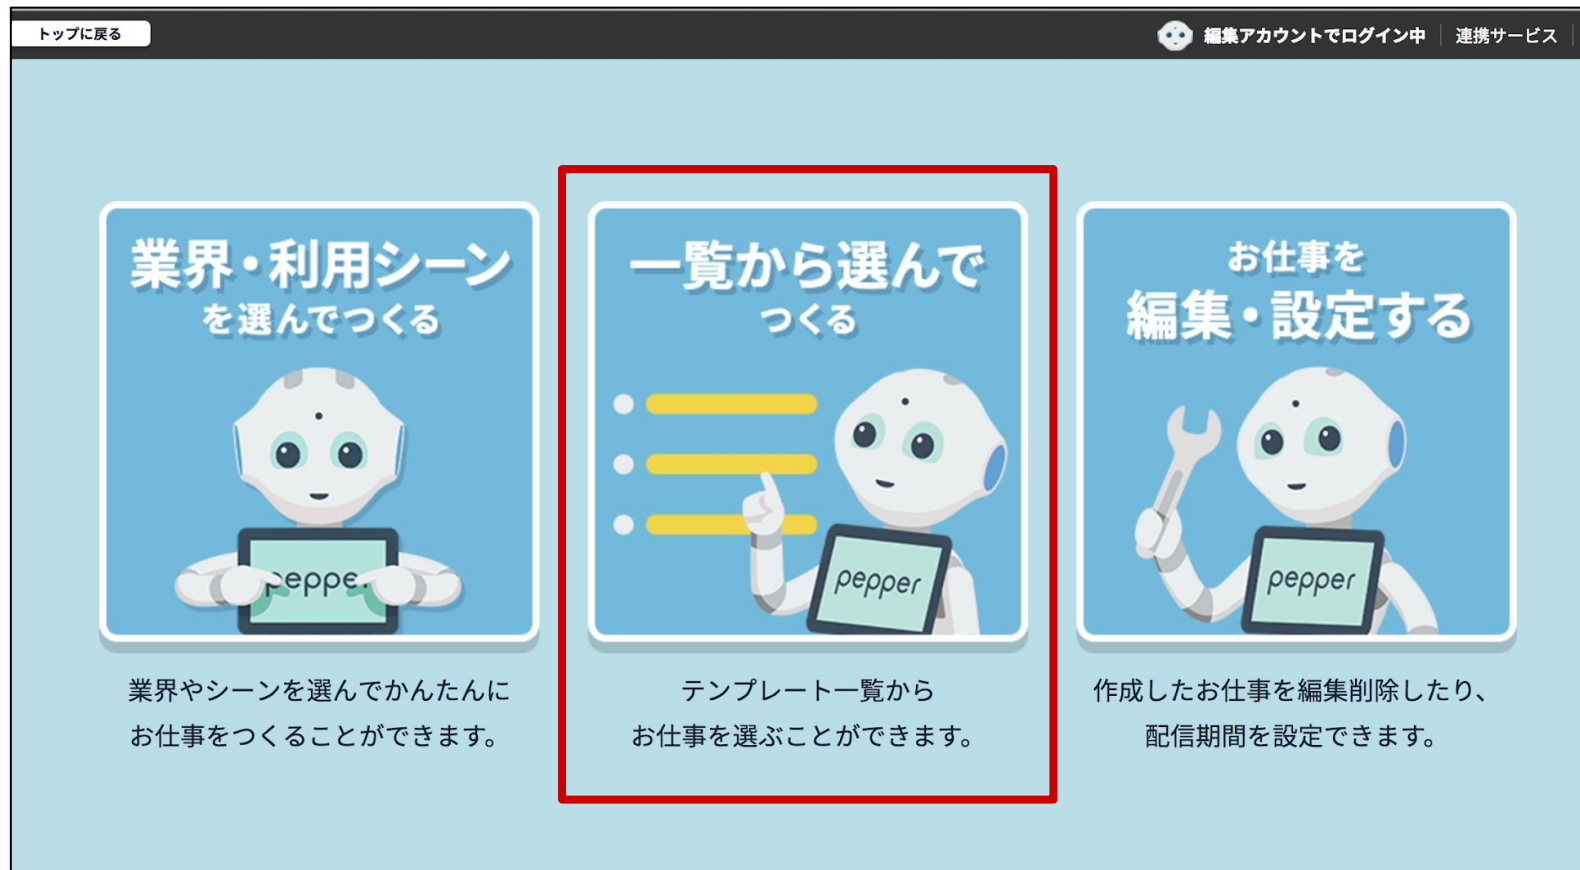 トップに戻る
編集アカウントでログイン中
連携サービス
業界・利用シーン
を選んでつくる
pepper
業界やシーンを選んでかんたんに
お仕事をつくることができます。
一覧から選んで
つくる
pepper
テンプレート一覧から
お仕事を選ぶことができます。
お仕事を
編集・設定する
pepper
作成したお仕事を編集削除したり、
配信期間を設定できます。